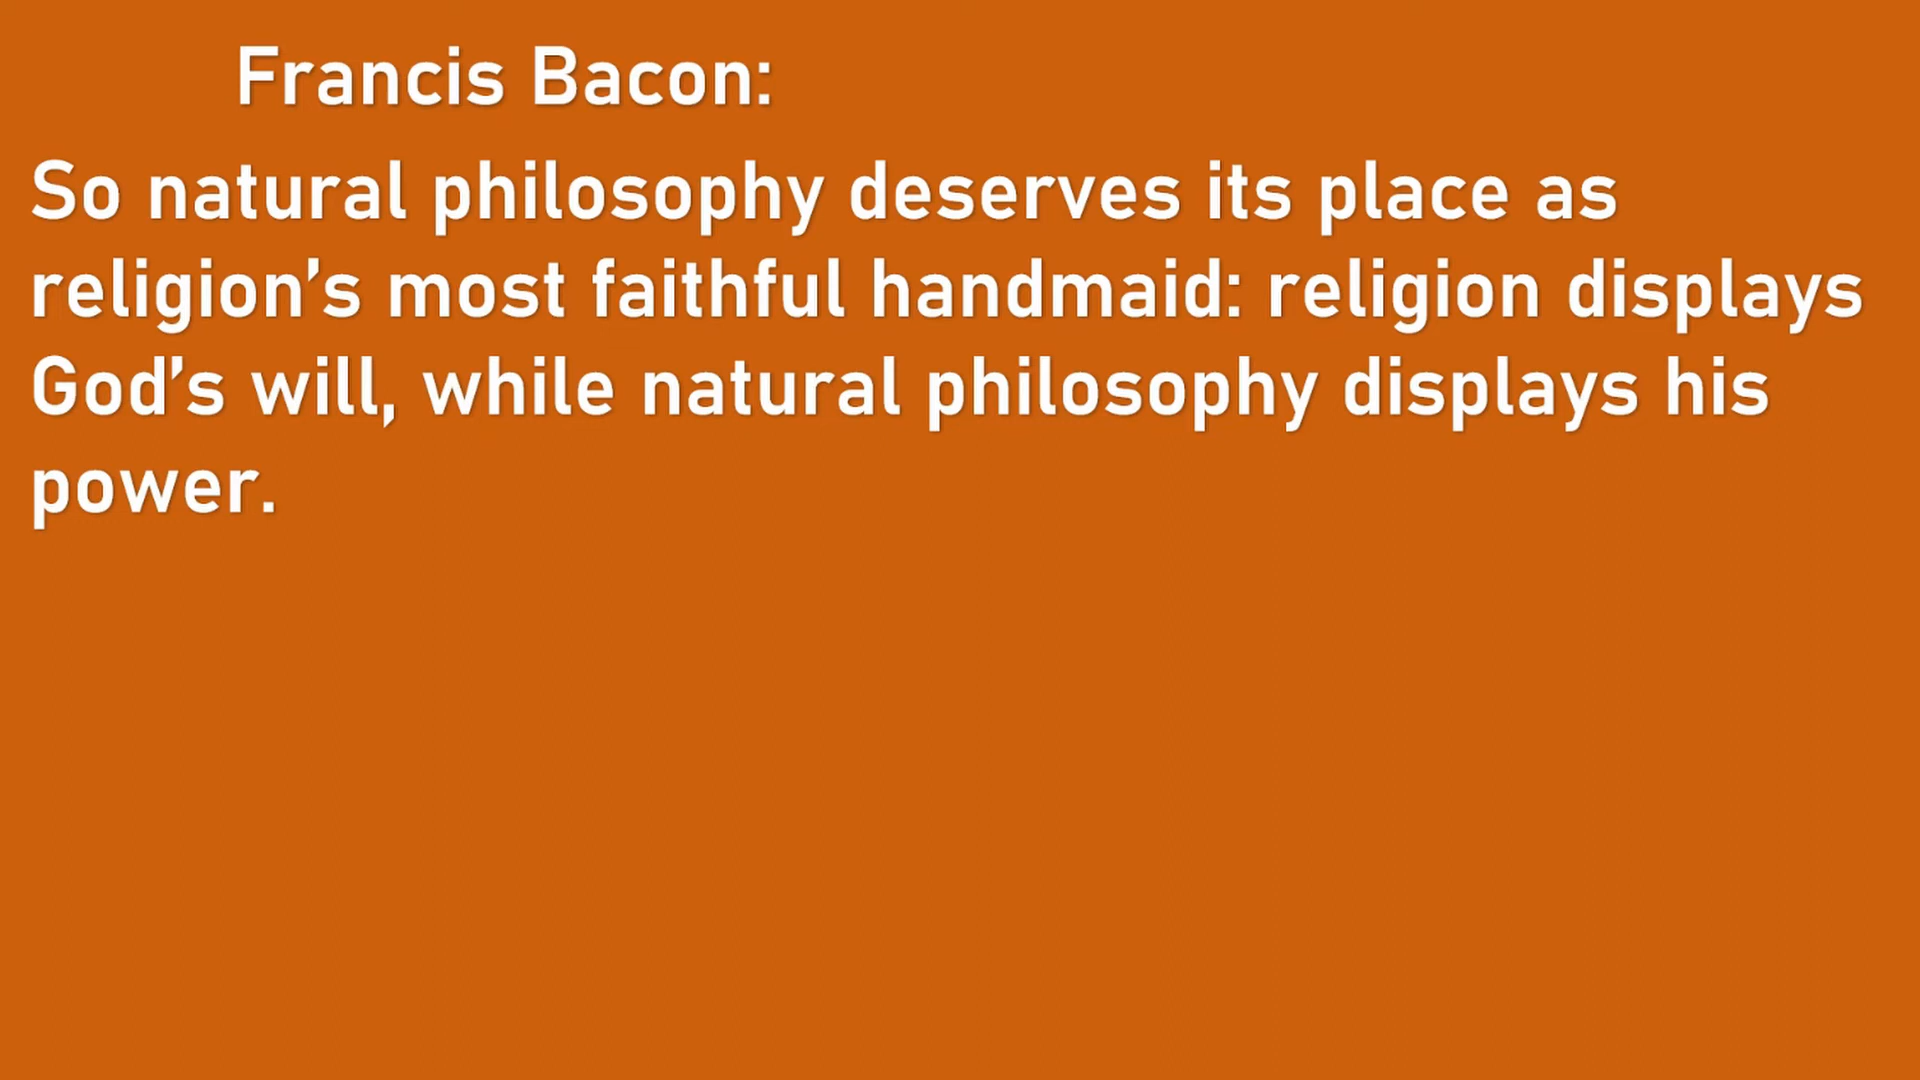 Francis Bacon:
So natural philosophy deserves its place as
religion’s most faithful handmaid: religion displays
God’s will, while natural philosophy displays his
power.